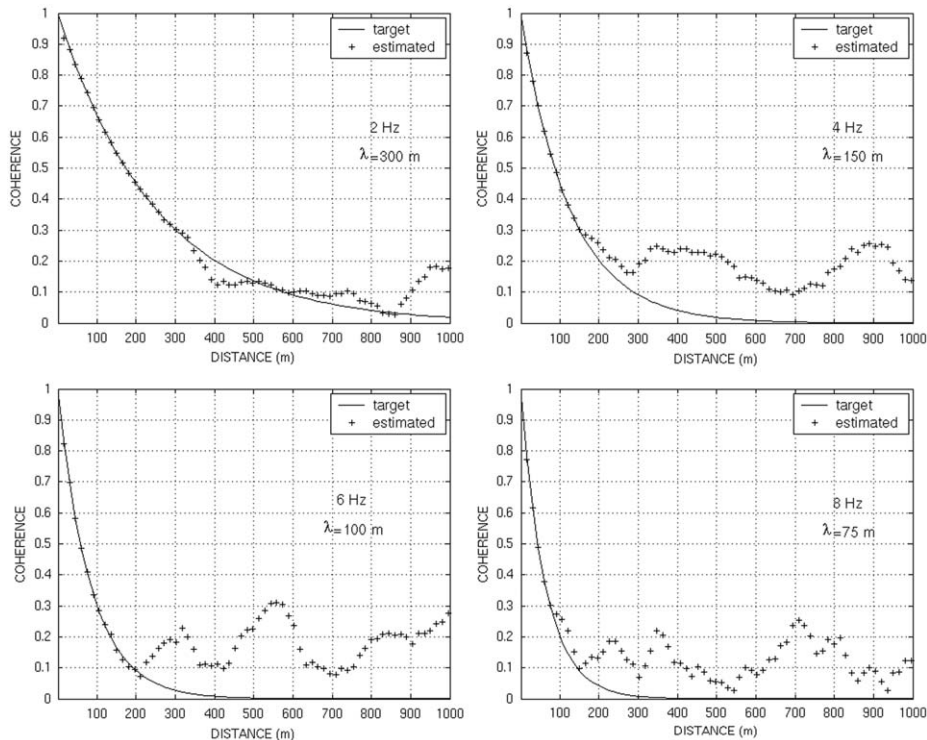 1
0.9
0.8
0.7
0.6
0.5
0.4
0.3
0.2
0.1
0
COHERENCE
target
estimated
2 Hz
λ=300 m
100 200 300 400 500 600 700 800 900 1000
DISTANCE (m)
1
0.9
0.8
0.7
0.6
0.5
0.4
0.3
0.2
0.1
0
COHERENCE
target
estimated
4 Hz
λ=150 m
100 200 300 400 500 600 700 800 900 1000
DISTANCE (m)
1
0.9
0.8
0.7
0.6
0.5
0.4
0.3
0.2
0.1
0
COHERENCE
target
estimated
6 Hz
λ=100 m
100 200 300 400 500 600 700 800 900 1000
DISTANCE (m)
1
0.9
0.8
0.7
0.6
0.5
0.4
0.3
0.2
0.1
0
COHERENCE
target
estimated
8 Hz
λ=75 m
100 200 300 400 500 600 700 800 900 1000
DISTANCE (m)